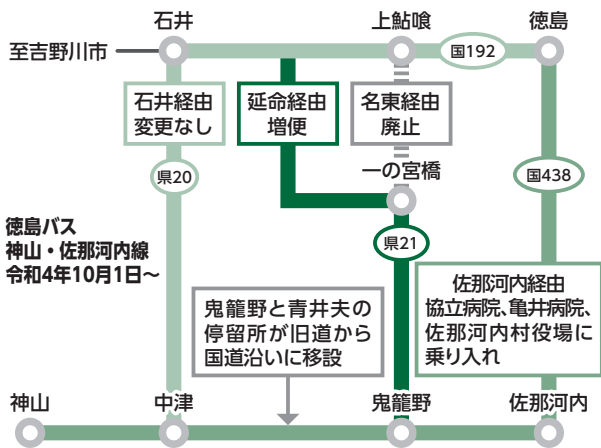 石井
上鮎喰
徳島
至吉野川市
国192
石井経由
変更なし
延命経由
増便
名東経由
廃止
一の宮橋
県20
国438
県21
徳島バス
神山・佐那河内線
令和4年10月1日〜
鬼籠野と青井夫の
停留所が旧道から
国道沿いに移設
佐那河内経由
協立病院、亀井病院、
佐那河内村役場に
乗り入れ
神山
中津
鬼籠野
佐那河内